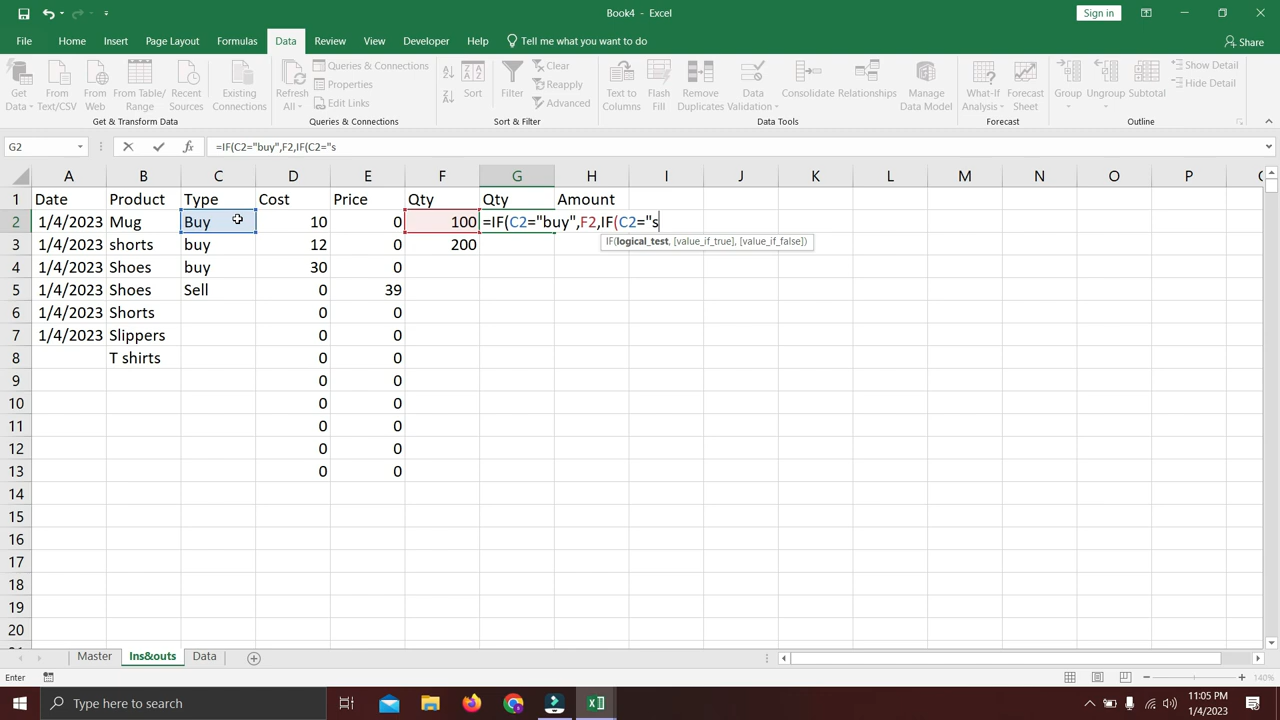 Book4 - Excel
Sign in
File Home Insert Page Layout Formulas Data Review View Developer Help Tell me what you want to do Share
Get Data
From Text/CSV
From Web
From Table/ Range
Recent Sources
Existing Connections
Get & Transform Data
Refresh All
Queries & Connections
Properties
Edit Links
Queries & Connections
Sort
Filter
Clear
Reapply
Advanced
Sort & Filter
Text to Columns
Flash Fill
Remove Duplicates
Data Validation
Consolidate
Relationships
Manage Data Model
Data Tools
What-If Analysis
Forecast Sheet
Forecast
Group
Ungroup
Subtotal
Show Detail
Hide Detail
Outline
G2 fx =IF(C2="buy",F2,IF(C2="s
A B C D E F G H I J K L M N O P
1 Date Product Type Cost Price Qty Qty Amount
2 1/4/2023 Mug Buy 10 0 100 =IF(C2="buy",F2,IF(C2="s
3 1/4/2023 shorts buy 12 0 200
IF(logical_test, [value_if_true], [value_if_false])
4 1/4/2023 Shoes buy 30 0
5 1/4/2023 Shoes Sell 0 39
6 1/4/2023 Shorts 0 0
7 1/4/2023 Slippers 0 0
8 T shirts 0 0
9 0 0
10 0 0
11 0 0
12 0 0
13 0 0
14
15
16
17
18
19
20
Master Ins&outs Data
Enter 140%
Type here to search
11:05 PM
1/4/2023